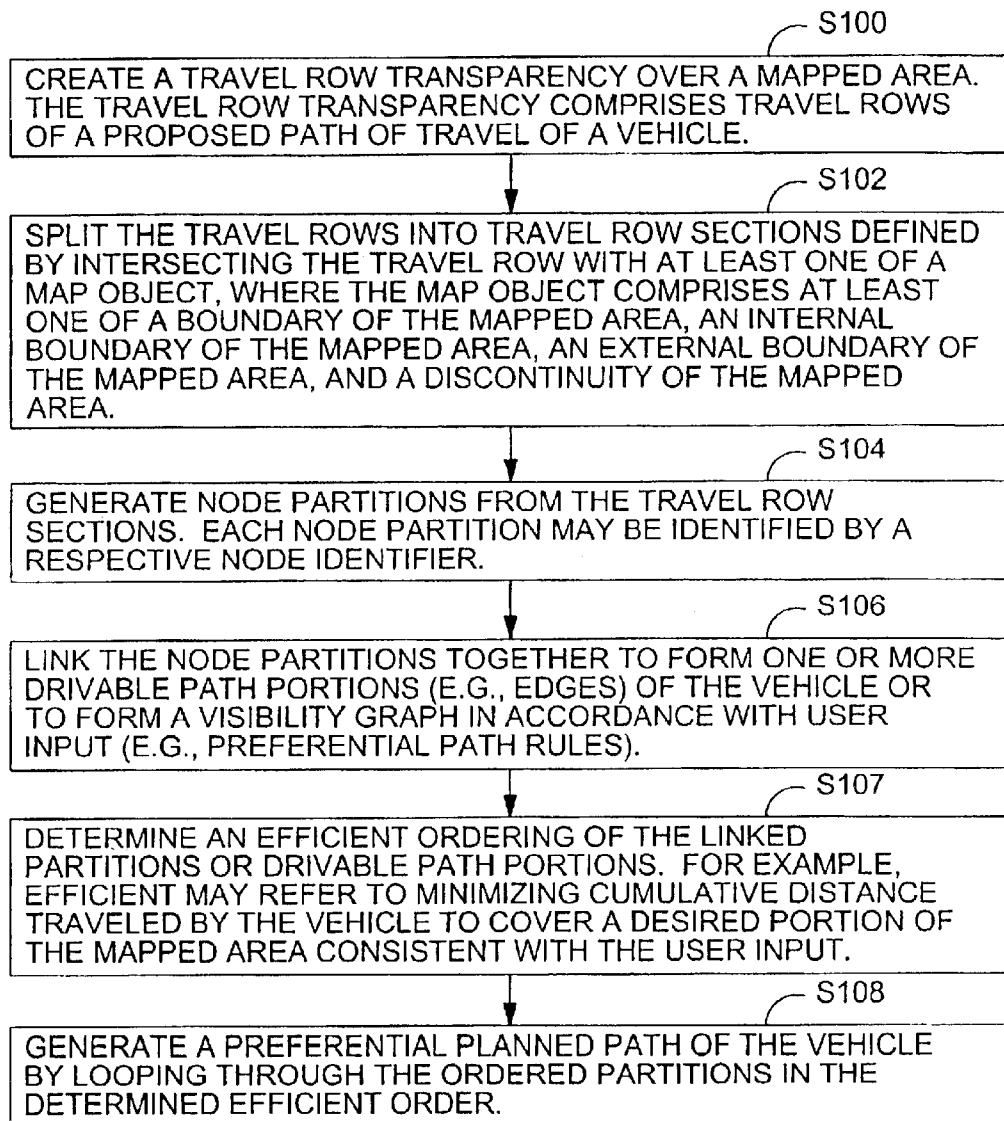 S100
CREATE A TRAVEL ROW TRANSPARENCY OVER A MAPPED AREA.
THE TRAVEL ROW TRANSPARENCY COMPRISES TRAVEL ROWS
OF A PROPOSED PATH OF TRAVEL OF A VEHICLE.
S102
SPLIT THE TRAVEL ROWS INTO TRAVEL ROW SECTIONS DEFINED
BY INTERSECTING THE TRAVEL ROW WITH AT LEAST ONE OF A
MAP OBJECT, WHERE THE MAP OBJECT COMPRISES AT LEAST
ONE OF A BOUNDARY OF THE MAPPED AREA, AN INTERNAL
BOUNDARY OF THE MAPPED AREA, AN EXTERNAL BOUNDARY OF
THE MAPPED AREA, AND A DISCONTINUITY OF THE MAPPED
AREA.
S104
GENERATE NODE PARTITIONS FROM THE TRAVEL ROW
SECTIONS. EACH NODE PARTITION MAY BE IDENTIFIED BY A
RESPECTIVE NODE IDENTIFIER.
S106
LINK THE NODE PARTITIONS TOGETHER TO FORM ONE OR MORE
DRIVABLE PATH PORTIONS (E.G., EDGES) OF THE VEHICLE OR
TO FORM A VISIBILITY GRAPH IN ACCORDANCE WITH USER
INPUT (E.G., PREFERENTIAL PATH RULES).
S107
DETERMINE AN EFFICIENT ORDERING OF THE LINKED
PARTITIONS OR DRIVABLE PATH PORTIONS. FOR EXAMPLE,
EFFICIENT MAY REFER TO MINIMIZING CUMULATIVE DISTANCE
TRAVELED BY THE VEHICLE TO COVER A DESIRED PORTION OF
THE MAPPED AREA CONSISTENT WITH THE USER INPUT.
S108
GENERATE A PREFERENTIAL PLANNED PATH OF THE VEHICLE
BY LOOPING THROUGH THE ORDERED PARTITIONS IN THE
DETERMINED EFFICIENT ORDER.